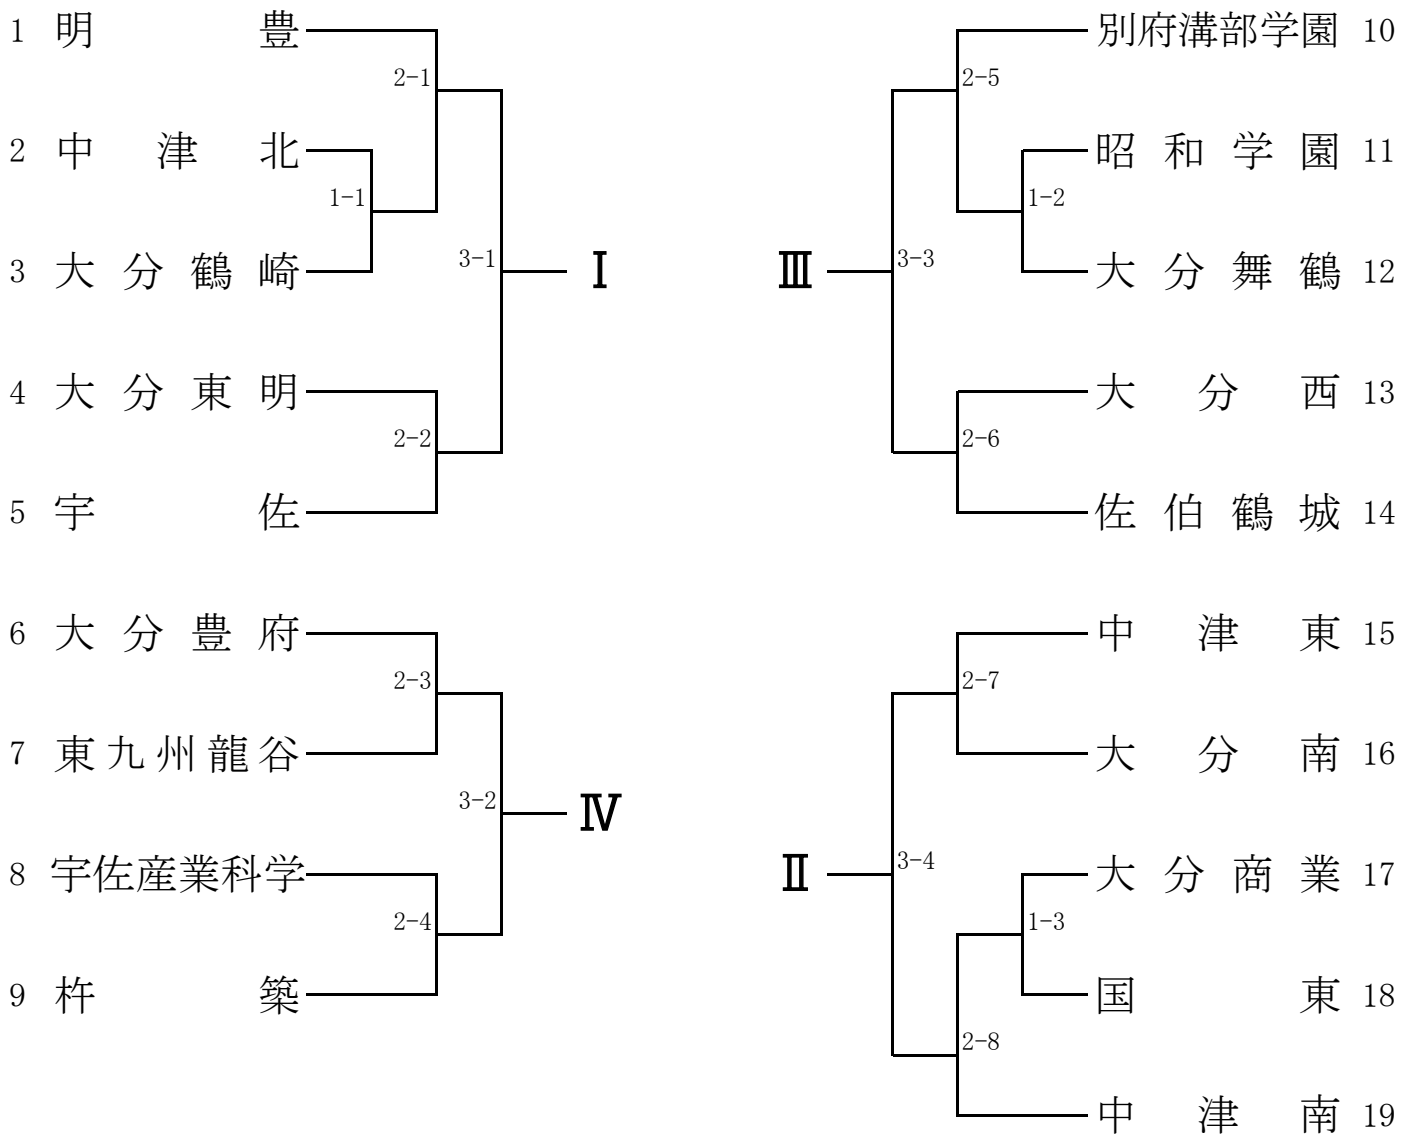 1 明豊
2-1
2 中津北
1-1
3 大分鶴崎
3-1
Ⅰ
4 大分東明
2-2
5 宇佐
6 大分豊府
2-3
7 東九州龍谷
3-2
Ⅳ
8 宇佐産業科学
2-4
9 杵築
別府溝部学園 10
2-5
昭和学園 11
1-2
大分舞鶴 12
Ⅲ
3-3
大分西 13
2-6
佐伯鶴城 14
中津東 15
2-7
大分南 16
Ⅱ
3-4
大分商業 17
1-3
国東 18
2-8
中津南 19